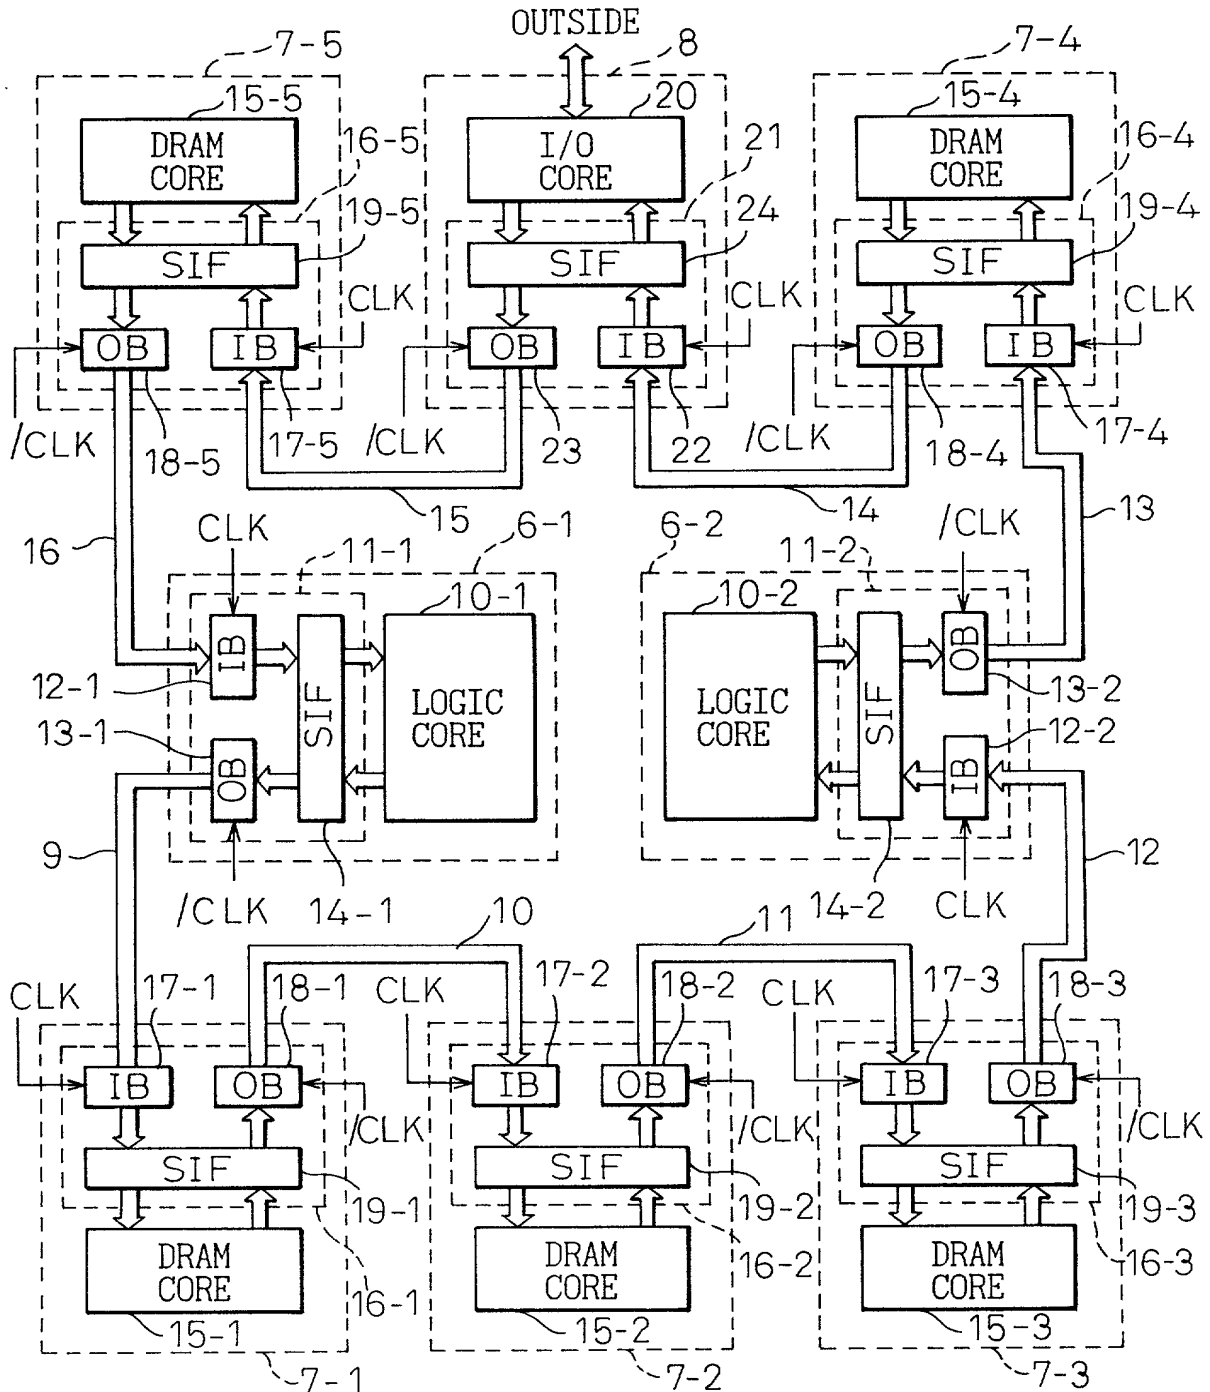 OUTSIDE
7-5
8
7-4
15-5
20
15-4
DRAM
CORE
16-5
I/O
CORE
21
DRAM
CORE
16-4
19-5
24
19-4
SIF
SIF
SIF
CLK
CLK
CLK
OB
IB
OB
IB
OB
IB
/CLK
18-5
17-5
/CLK
23
22
/CLK
18-4
17-4
15
14
13
16
CLK
11-1
6-1
6-2
11-2
/CLK
10-1
10-2
IB
SIF
LOGIC
CORE
LOGIC
CORE
SIF
OB
12-1
13-2
13-1
12-2
OB
IB
9
12
/CLK
14-1
14-2
CLK
10
11
CLK
17-1
18-1
CLK
17-2
18-2
CLK
17-3
18-3
IB
OB
IB
OB
IB
OB
/CLK
/CLK
/CLK
SIF
SIF
SIF
19-1
19-2
19-3
DRAM
CORE
DRAM
CORE
DRAM
CORE
16-1
16-2
16-3
15-1
15-2
15-3
7-1
7-2
7-3